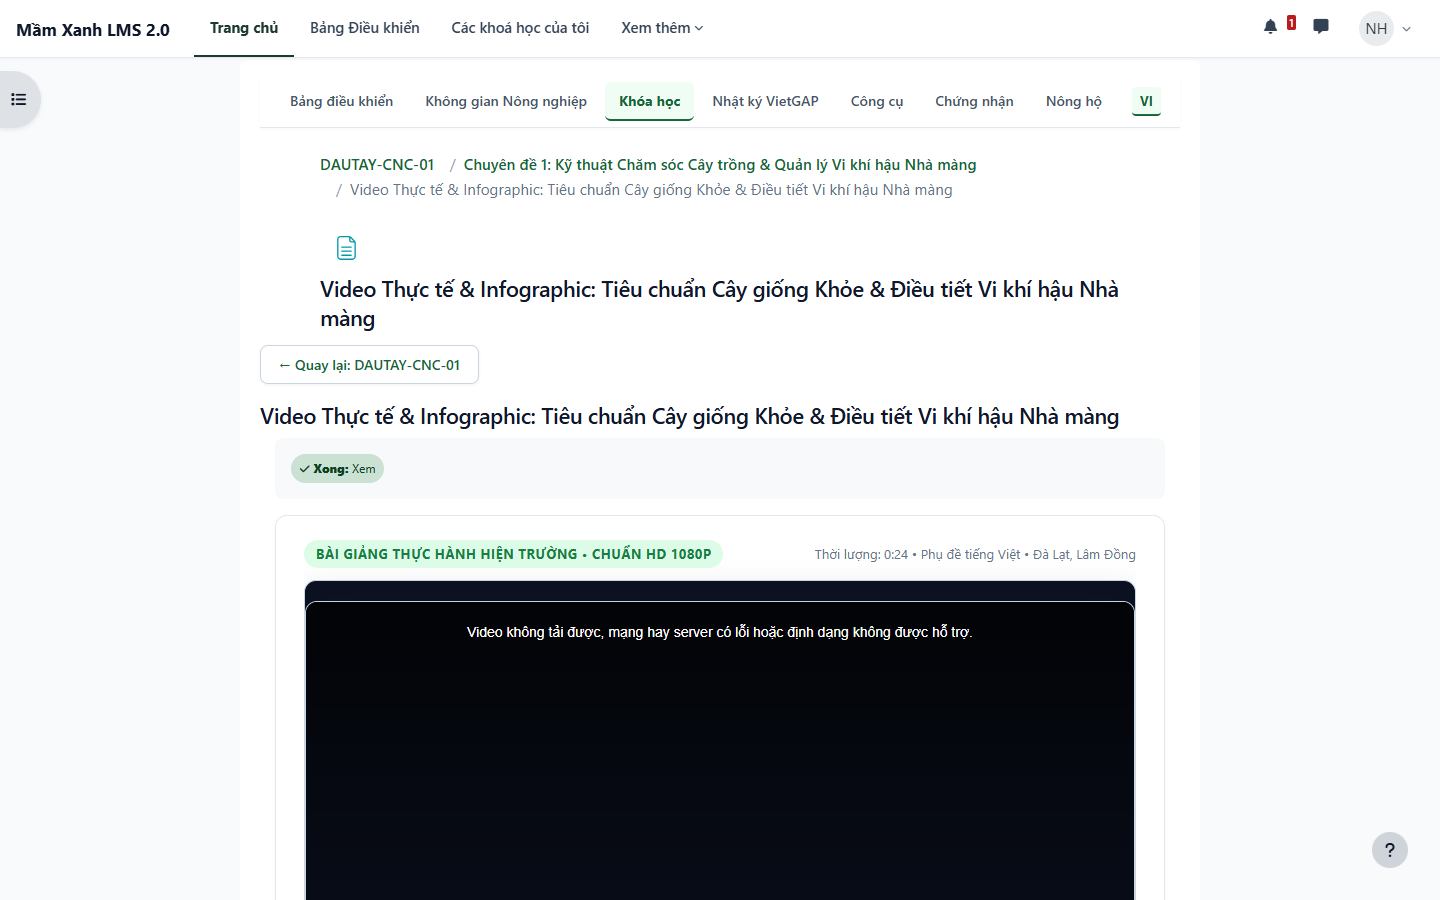 Mầm Xanh LMS 2.0
Trang chủ
Bảng Điều khiển
Các khoá học của tôi
Xem thêm
1
NH
Bảng điều khiển
Không gian Nông nghiệp
Khóa học
Nhật ký VietGAP
Công cụ
Chứng nhận
Nông hộ
VI
DAUTAY-CNC-01 / Chuyên đề 1: Kỹ thuật Chăm sóc Cây trồng & Quản lý Vi khí hậu Nhà màng
/ Video Thực tế & Infographic: Tiêu chuẩn Cây giống Khỏe & Điều tiết Vi khí hậu Nhà màng
Video Thực tế & Infographic: Tiêu chuẩn Cây giống Khỏe & Điều tiết Vi khí hậu Nhà
màng
← Quay lại: DAUTAY-CNC-01
Video Thực tế & Infographic: Tiêu chuẩn Cây giống Khỏe & Điều tiết Vi khí hậu Nhà màng
Xong: Xem
BÀI GIẢNG THỰC HÀNH HIỆN TRƯỜNG • CHUẨN HD 1080P
Thời lượng: 0:24 • Phụ đề tiếng Việt • Đà Lạt, Lâm Đồng
Video không tải được, mạng hay server có lỗi hoặc định dạng không được hỗ trợ.
?